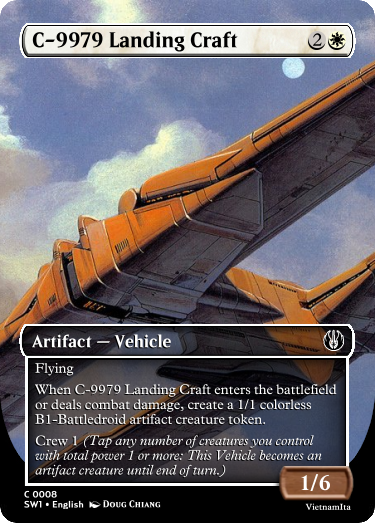 C-9979 Landing Craft 2
Artifact — Vehicle
Flying
When C-9979 Landing Craft enters the battlefield
or deals combat damage, create a 1/1 colorless
B1-Battledroid artifact creature token.
Crew 1 (Tap any number of creatures you control
with total power 1 or more: This Vehicle becomes an
artifact creature until end of turn.)
1/6
C 0008
SW1 • English Doug Chiang
VietnamIta